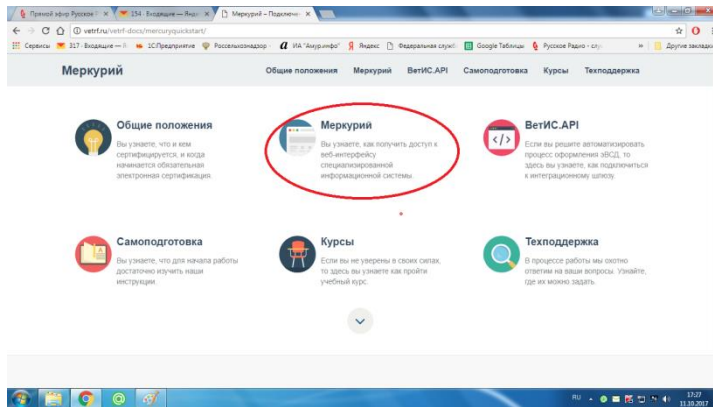 Прямой эфир Русское Р
154 · Входящие — Янд
Меркурий – Подключе
vetrf.ru/vetrf-docs/mercuryquickstart/
Сервисы 317 · Входящие — Я 1С:Предприятие Россельхознадзор ИА "Амур.инфо" Яндекс Федеральная служб Google Таблицы Русское Радио - слу » Другие закладки
Меркурий Общие положения Меркурий ВетИС.API Самоподготовка Курсы Техподдержка
Общие положения
Вы узнаете, что и кем
сертифицируется, и когда
начинается обязательная
электронная сертификация.
Меркурий
Вы узнаете, как получить доступ к
веб-интерфейсу
специализированной
информационной системы.
ВетИС.API
Если вы решите автоматизировать
процесс оформления эВСД, то
здесь вы узнаете, как подключиться
к интеграционному шлюзу.
Самоподготовка
Вы узнаете, что для начала работы
достаточно изучить наши
инструкции.
Курсы
Если вы не уверены в своих силах,
то здесь вы узнаете как пройти
учебный курс.
Техподдержка
В процессе работы мы охотно
ответим на ваши вопросы. Узнайте,
где их можно задать.
RU
17:27
11.10.2017